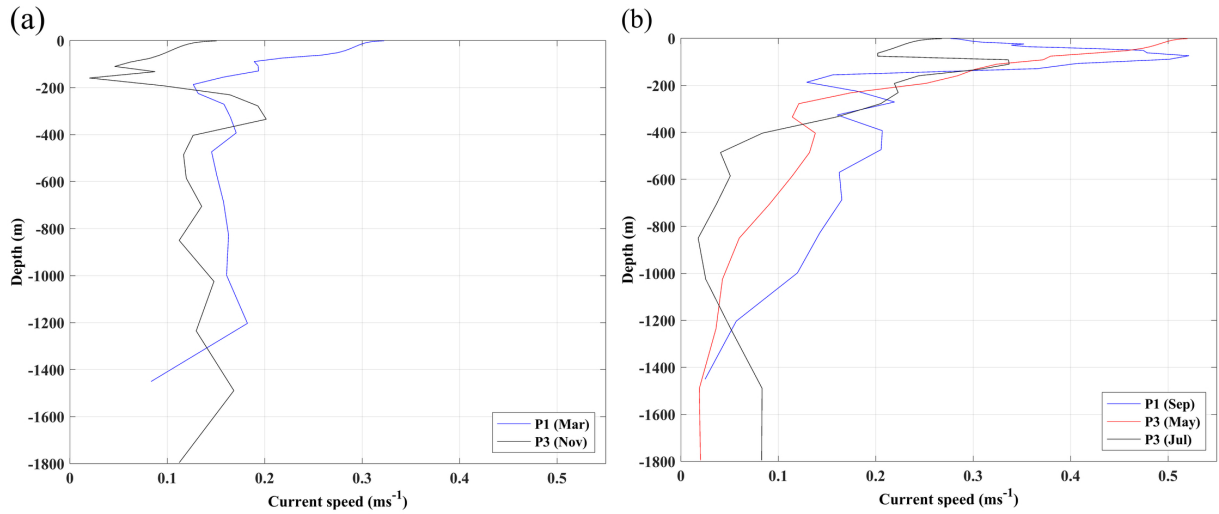 (a)
0
-200
-400
-600
-800
-1000
-1200
-1400
-1600
-1800
Depth (m)
0
0.1
0.2
0.3
0.4
0.5
Current speed (ms-1)
P1 (Mar)
P3 (Nov)
(b)
0
-200
-400
-600
-800
-1000
-1200
-1400
-1600
-1800
Depth (m)
0
0.1
0.2
0.3
0.4
0.5
Current speed (ms-1)
P1 (Sep)
P3 (May)
P3 (Jul)